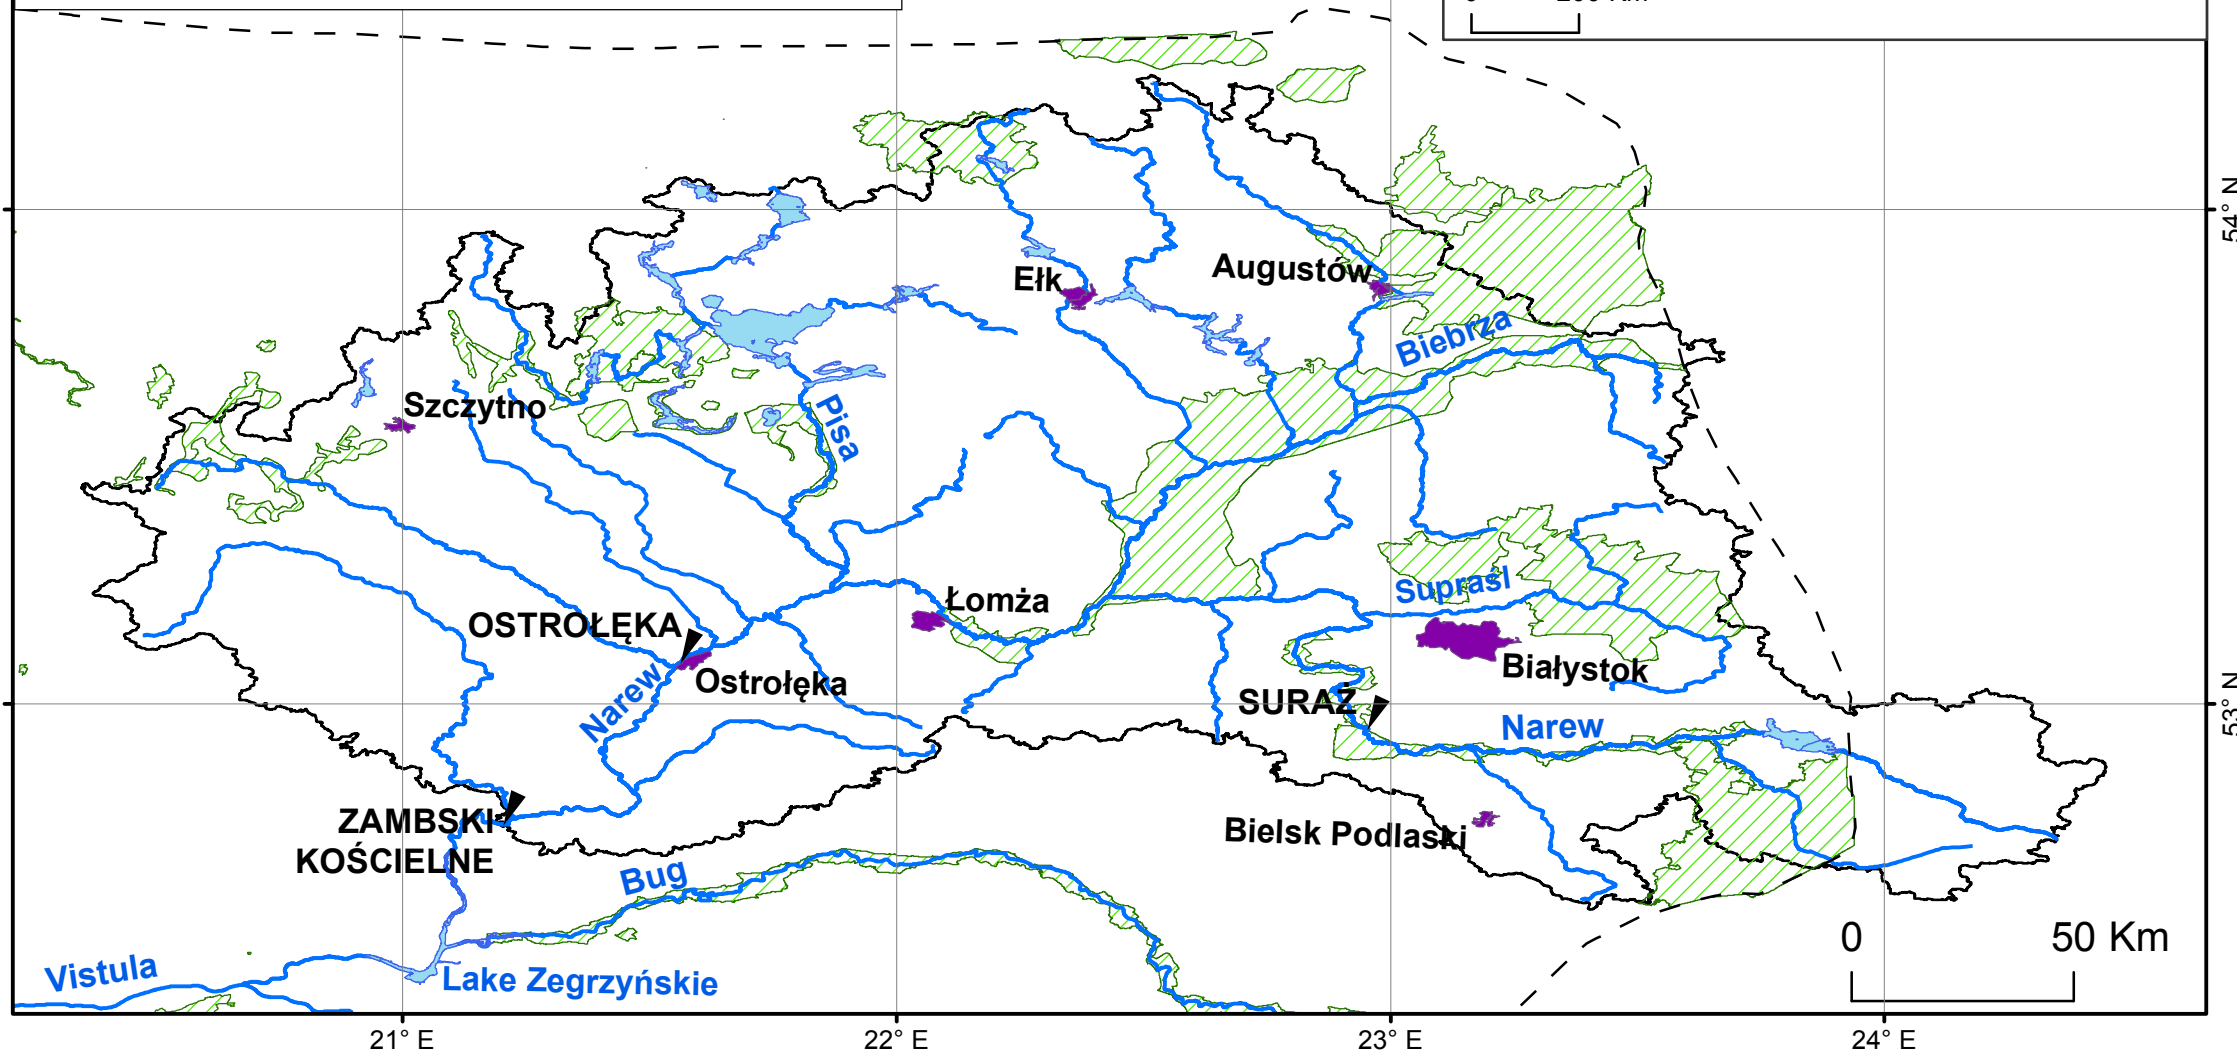 54° N
Augustów
Ełk
Biebrza
Szczytno
Pisa
Supraśl
Łomża
OSTROŁĘKA
Białystok
Ostrołęka
Narew
SURAŻ
Narew
53° N
ZAMBSKI
KOŚCIELNE
Bielsk Podlaski
Bug
0 50 Km
Vistula
Lake Zegrzyńskie
21° E 22° E 23° E 24° E